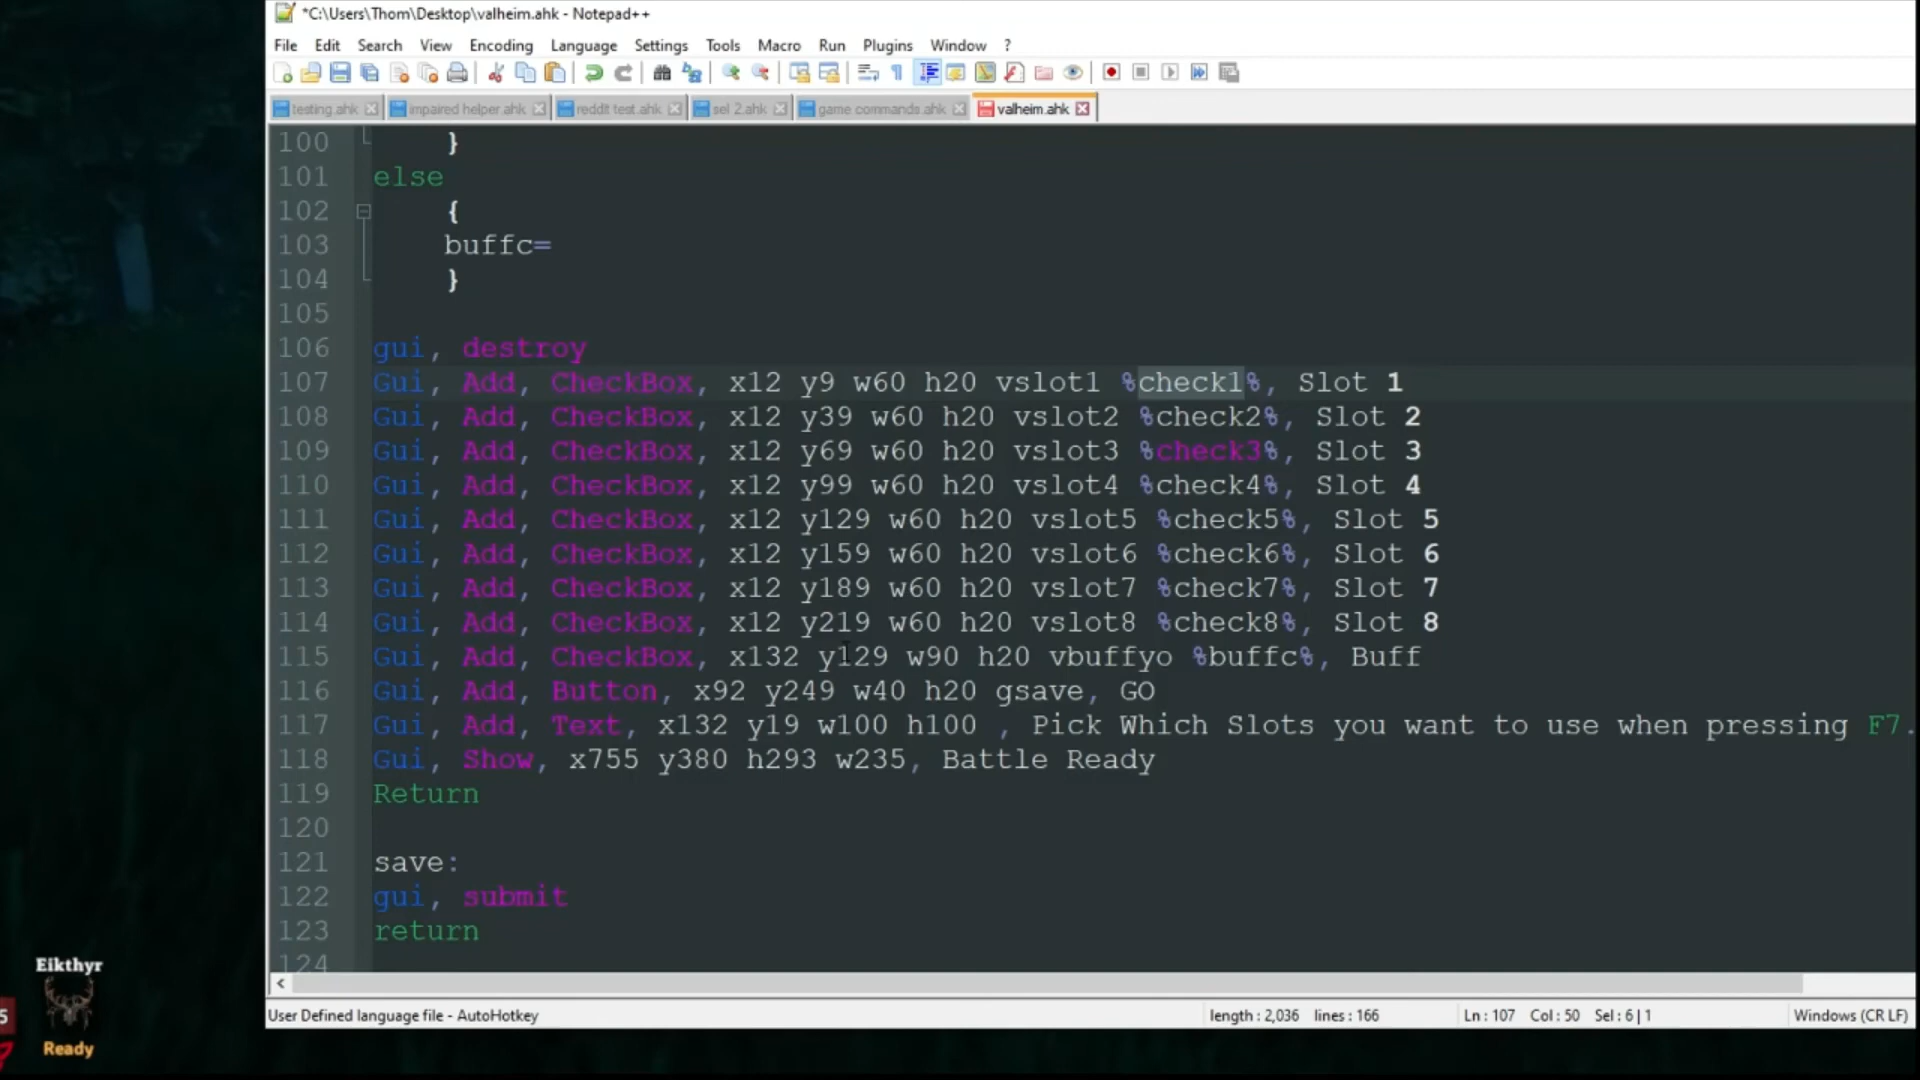 *C:\Users\Thom\Desktop\valheim.ahk - Notepad++
File Edit Search View Encoding Language Settings Tools Macro Run Plugins Window ?
testing.ahk impaired helper.ahk reddit test.ahk sel 2.ahk game commands.ahk valheim.ahk
100 }
101 else
102 {
103 buffc=
104 }
105
106 gui, destroy
107 Gui, Add, CheckBox, x12 y9 w60 h20 vslot1 %check1%, Slot 1
108 Gui, Add, CheckBox, x12 y39 w60 h20 vslot2 %check2%, Slot 2
109 Gui, Add, CheckBox, x12 y69 w60 h20 vslot3 %check3%, Slot 3
110 Gui, Add, CheckBox, x12 y99 w60 h20 vslot4 %check4%, Slot 4
111 Gui, Add, CheckBox, x12 y129 w60 h20 vslot5 %check5%, Slot 5
112 Gui, Add, CheckBox, x12 y159 w60 h20 vslot6 %check6%, Slot 6
113 Gui, Add, CheckBox, x12 y189 w60 h20 vslot7 %check7%, Slot 7
114 Gui, Add, CheckBox, x12 y219 w60 h20 vslot8 %check8%, Slot 8
115 Gui, Add, CheckBox, x132 y129 w90 h20 vbuffyo %buffc%, Buff
116 Gui, Add, Button, x92 y249 w40 h20 gsave, GO
117 Gui, Add, Text, x132 y19 w100 h100 , Pick Which Slots you want to use when pressing F7.
118 Gui, Show, x755 y380 h293 w235, Battle Ready
119 Return
120
121 save:
122 gui, submit
123 return
124
Eikthyr
5
Ready
User Defined language file - AutoHotkey length : 2,036 lines : 166 Ln : 107 Col : 50 Sel : 6 | 1 Windows (CR LF)